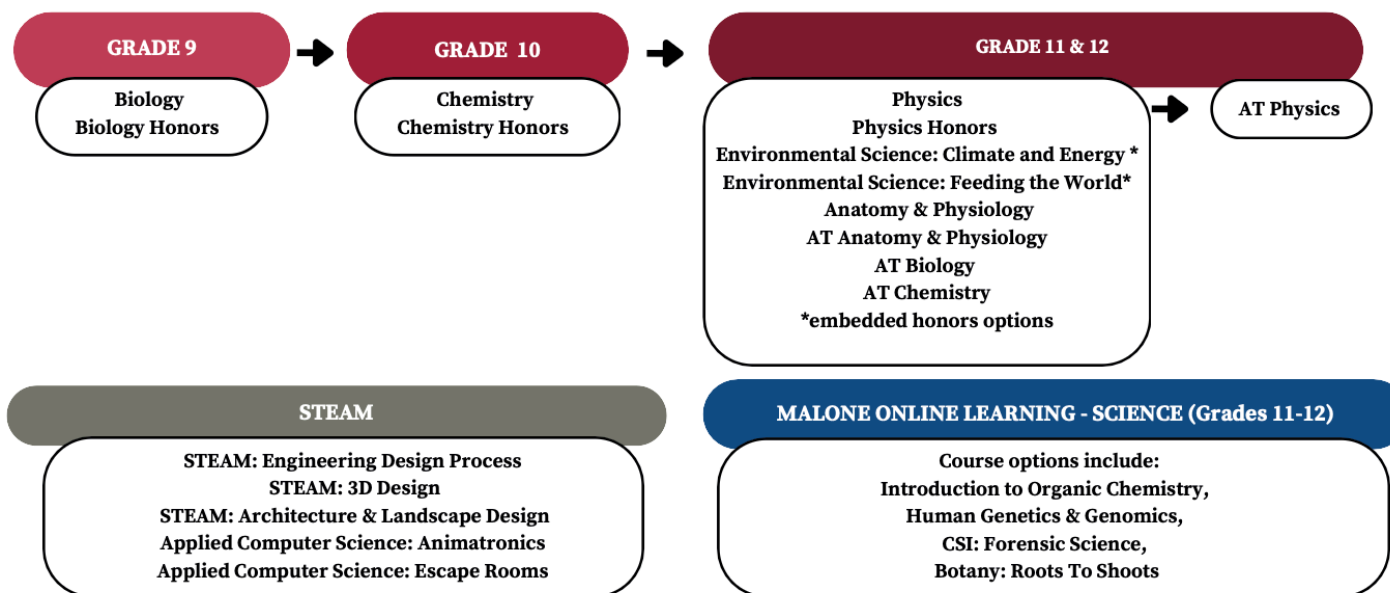 GRADE 9
Biology
Biology Honors
GRADE 10
Chemistry
Chemistry Honors
GRADE 11 & 12
Physics
Physics Honors
Environmental Science: Climate and Energy *
Environmental Science: Feeding the World*
Anatomy & Physiology
AT Anatomy & Physiology
AT Biology
AT Chemistry
*embedded honors options
AT Physics
STEAM
STEAM: Engineering Design Process
STEAM: 3D Design
STEAM: Architecture & Landscape Design
Applied Computer Science: Animatronics
Applied Computer Science: Escape Rooms
MALONE ONLINE LEARNING - SCIENCE (Grades 11-12)
Course options include:
Introduction to Organic Chemistry,
Human Genetics & Genomics,
CSI: Forensic Science,
Botany: Roots To Shoots